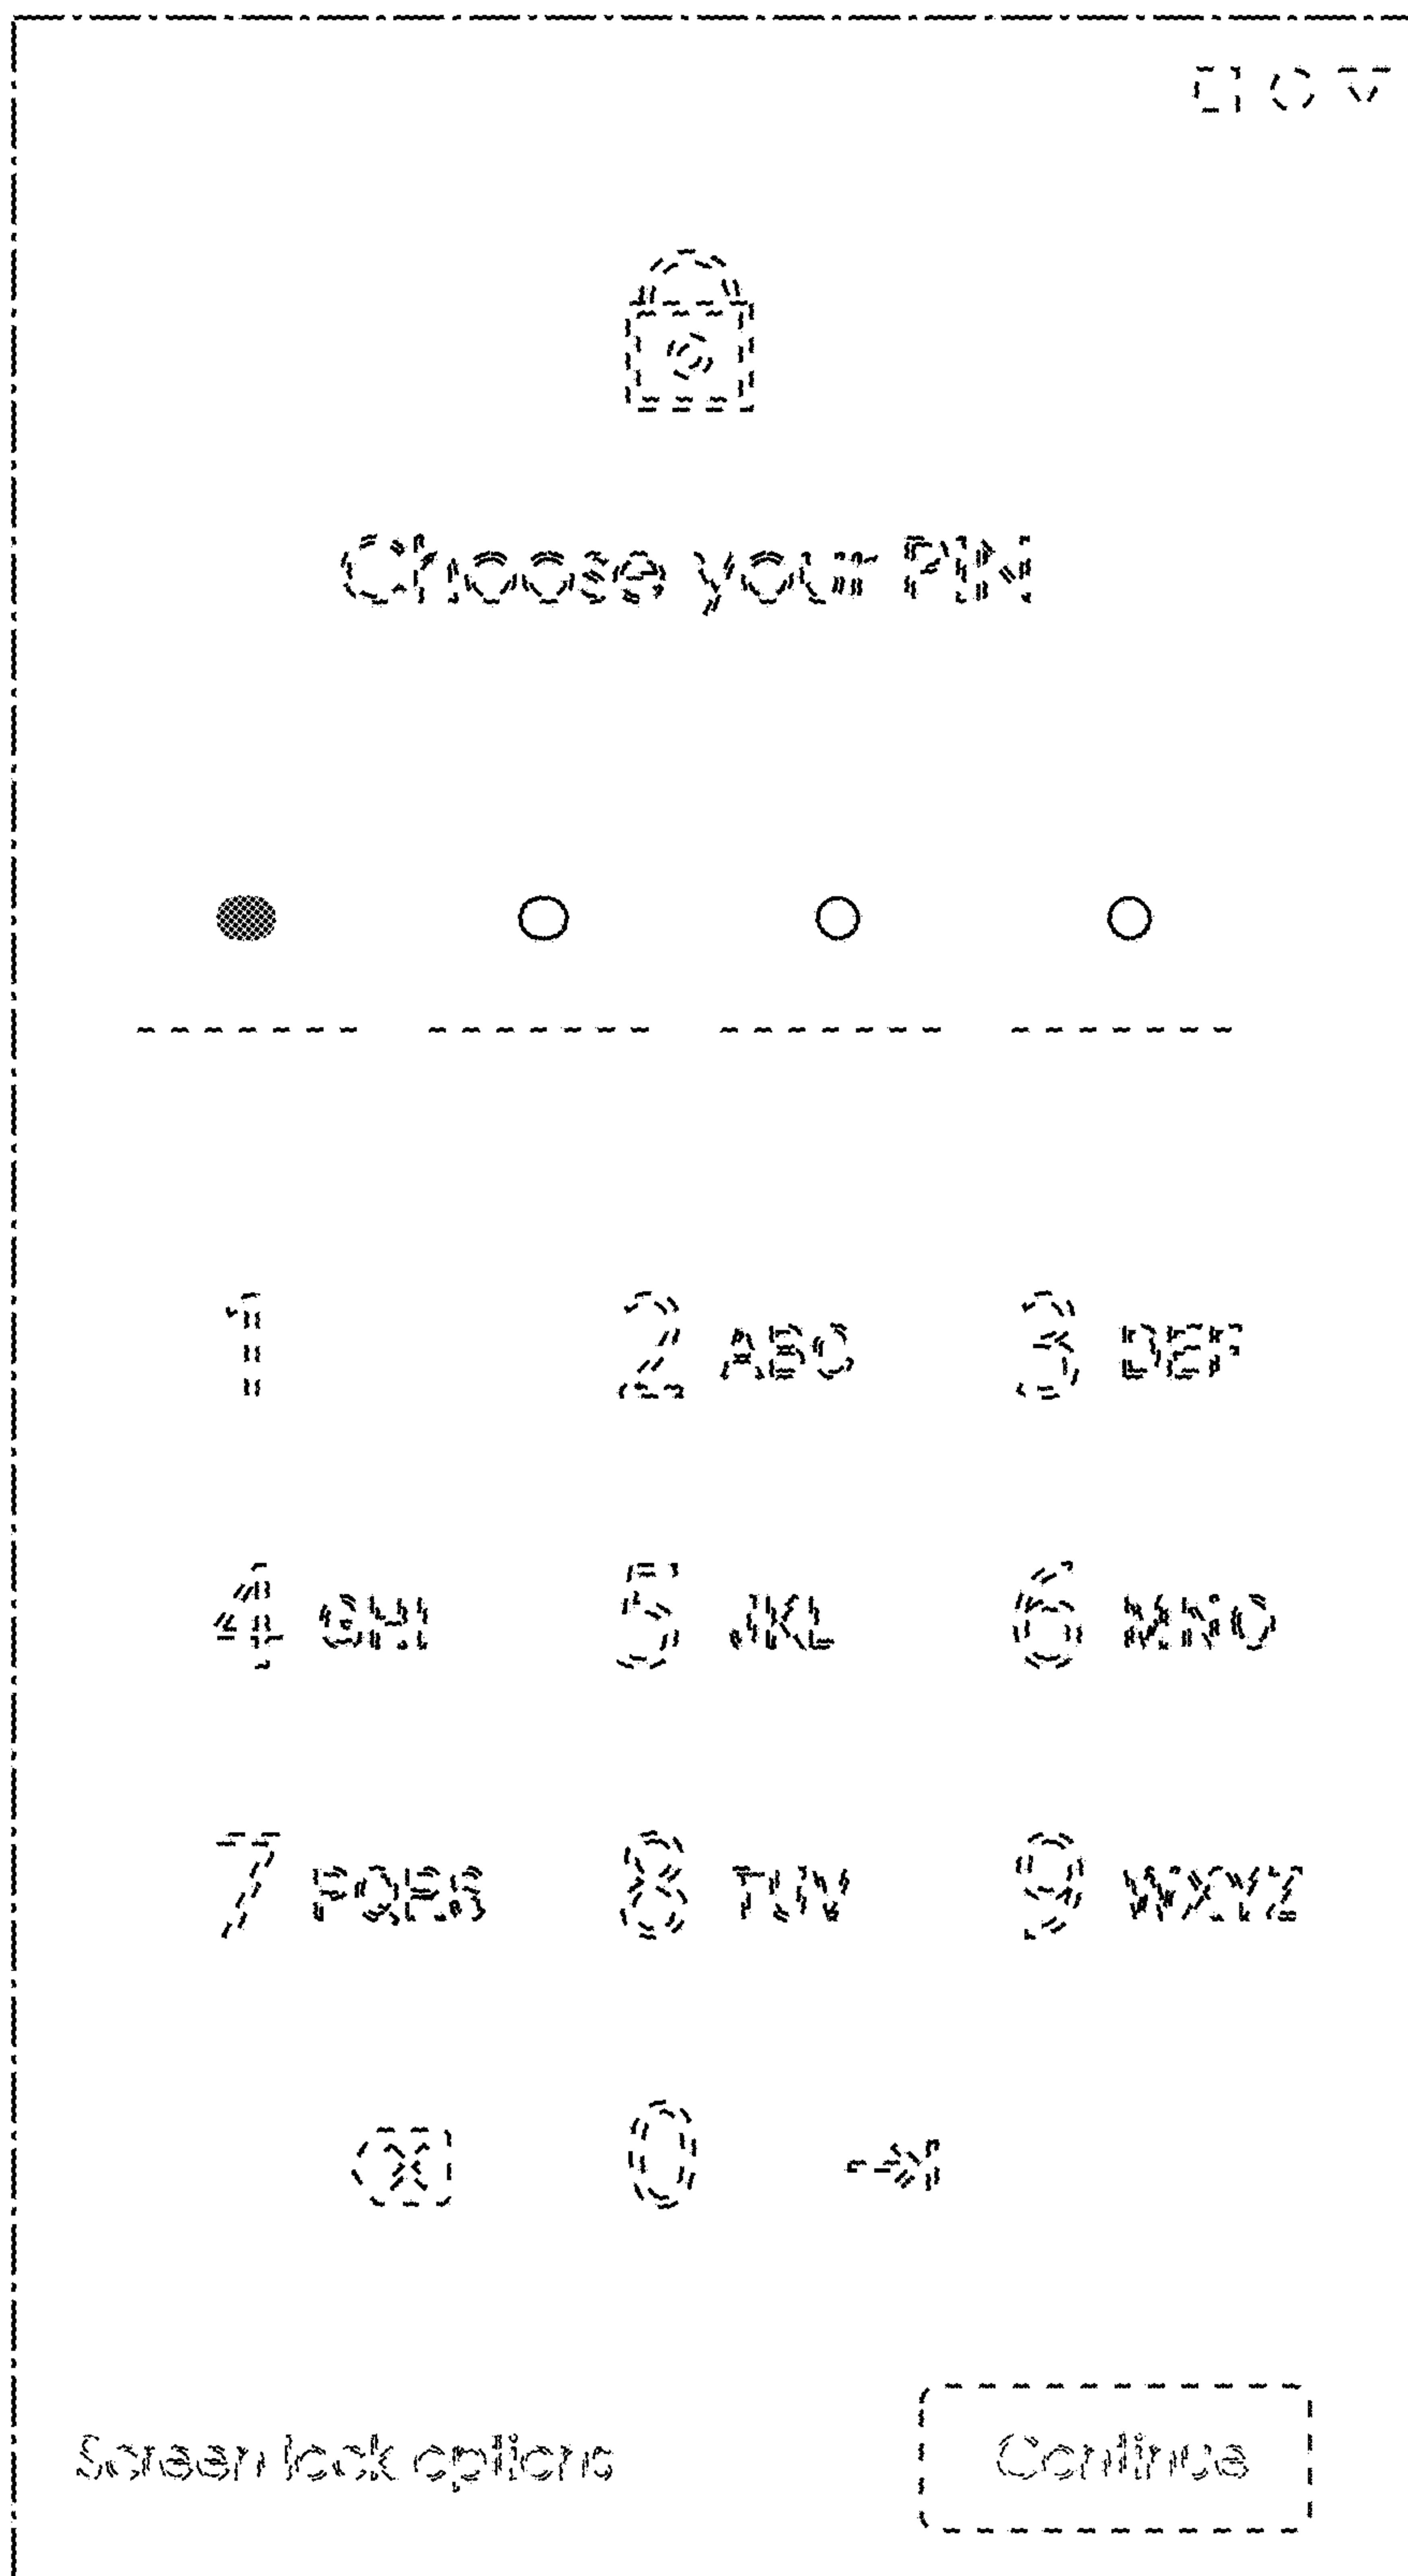 Choose your PIN
1 2 ABC 3 DEF
4 GHI 5 JKL 6 MNO
7 PQRS 8 TUV 9 WXYZ
0
Screen lock options Continue